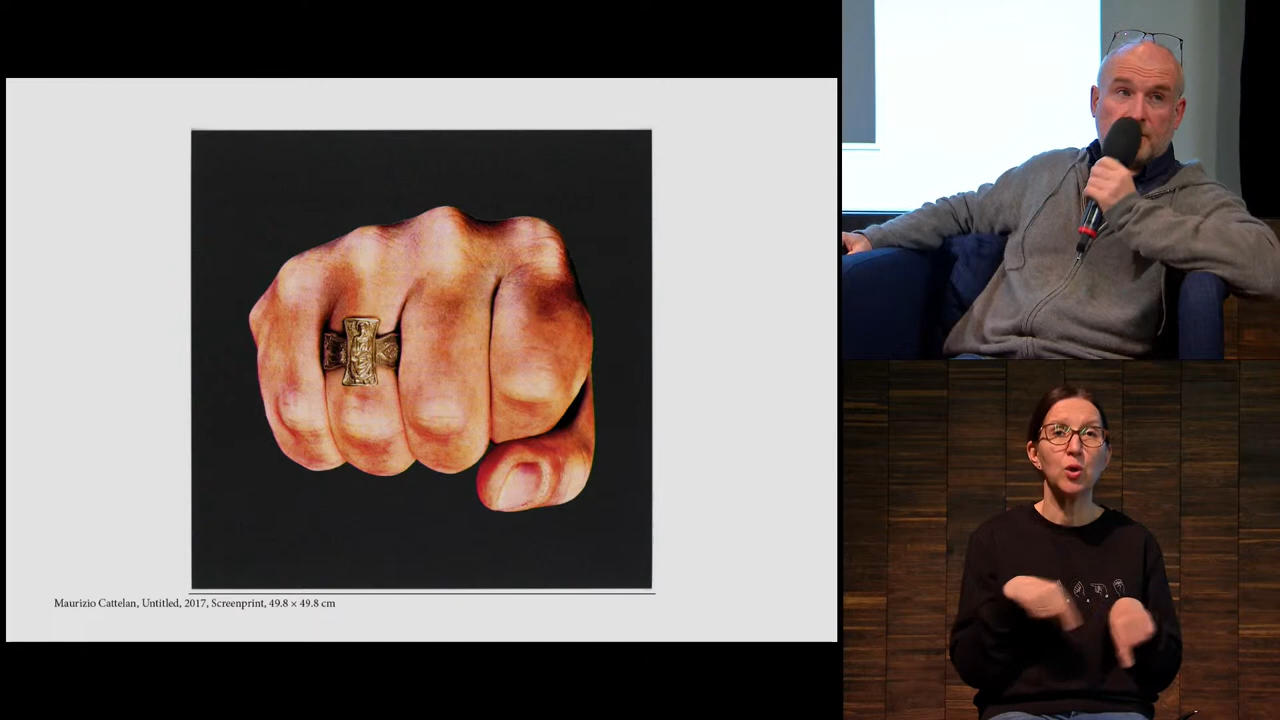 Maurizio Cattelan, Untitled, 2017, Screenprint, 49.8 × 49.8 cm